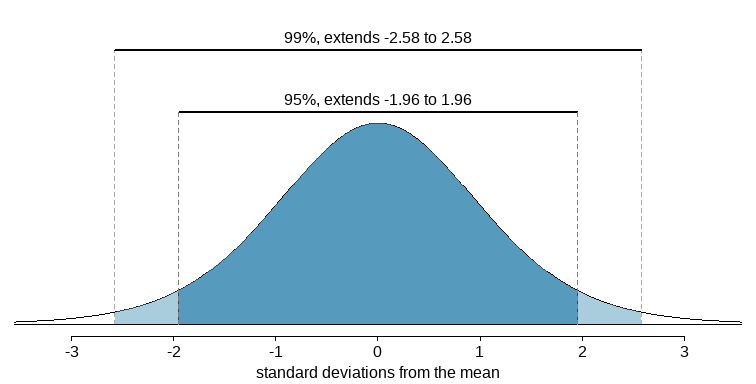 99%, extends -2.58 to 2.58
95%, extends -1.96 to 1.96
-3 -2 -1 0 1 2 3
standard deviations from the mean